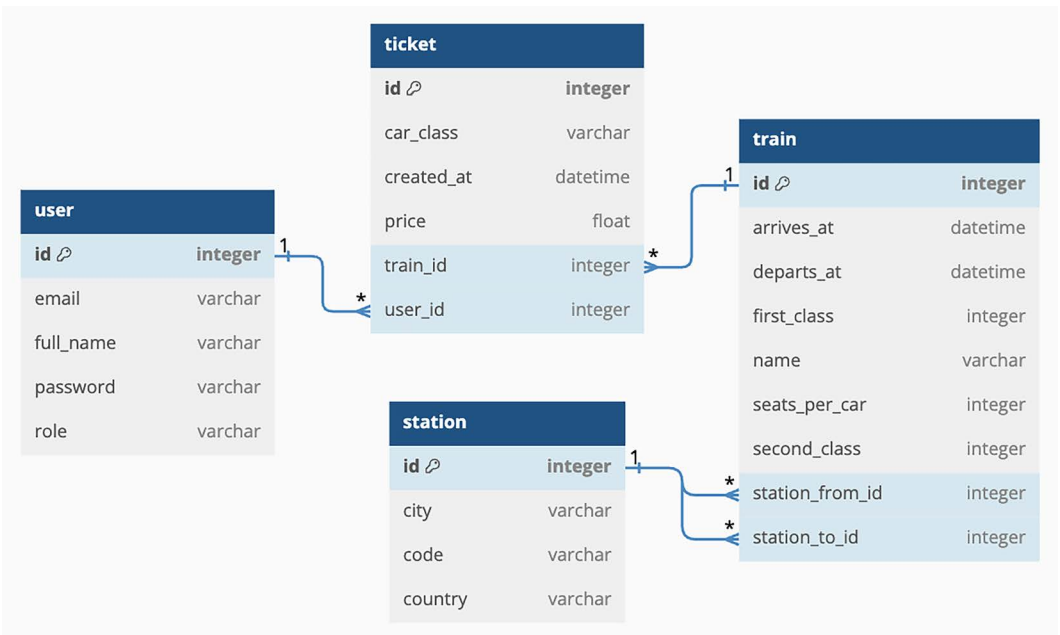 ticket
id integer
car_class varchar
created_at datetime
price float
train_id integer
user_id integer
user
id integer
email varchar
full_name varchar
password varchar
role varchar
station
id integer
city varchar
code varchar
country varchar
train
id integer
arrives_at datetime
departs_at datetime
first_class integer
name varchar
seats_per_car integer
second_class integer
station_from_id integer
station_to_id integer
1
*
1
*
1
*
*